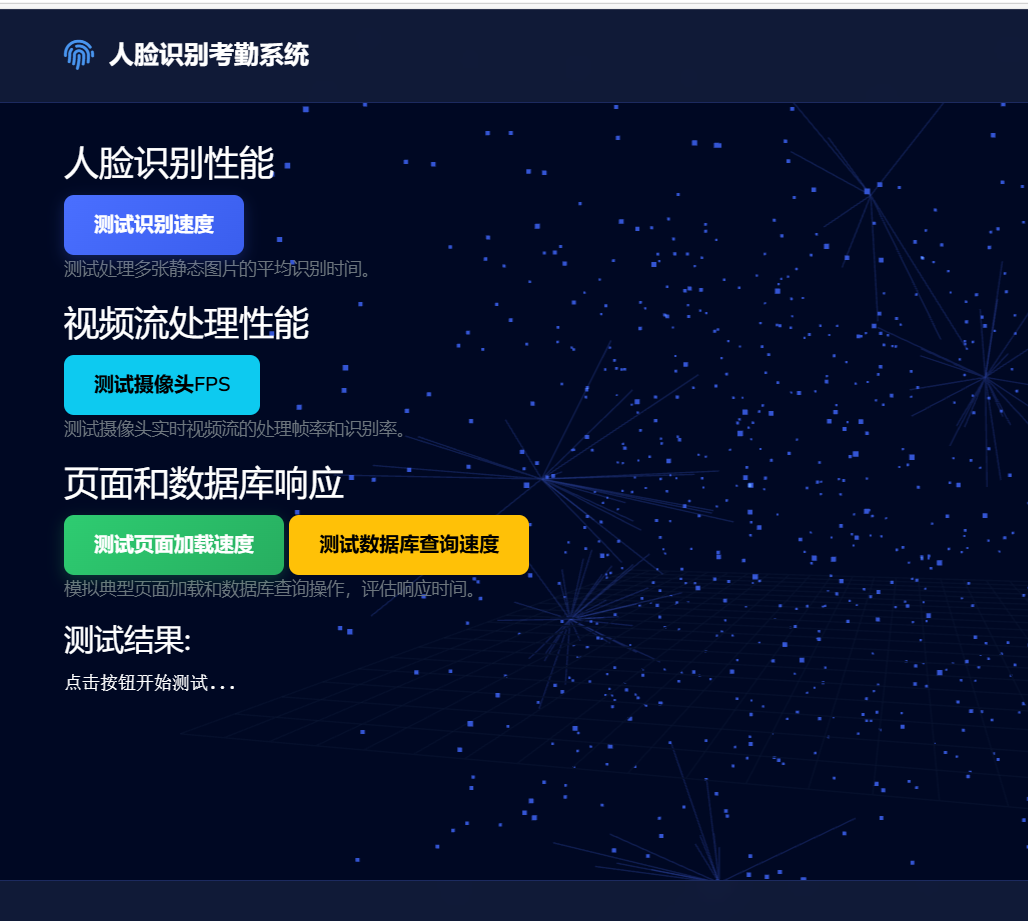 人脸识别考勤系统
人脸识别性能
测试识别速度
测试处理多张静态图片的平均识别时间。
视频流处理性能
测试摄像头FPS
测试摄像头实时视频流的处理帧率和识别率。
页面和数据库响应
测试页面加载速度 测试数据库查询速度
模拟典型页面加载和数据库查询操作，评估响应时间。
测试结果:
点击按钮开始测试...